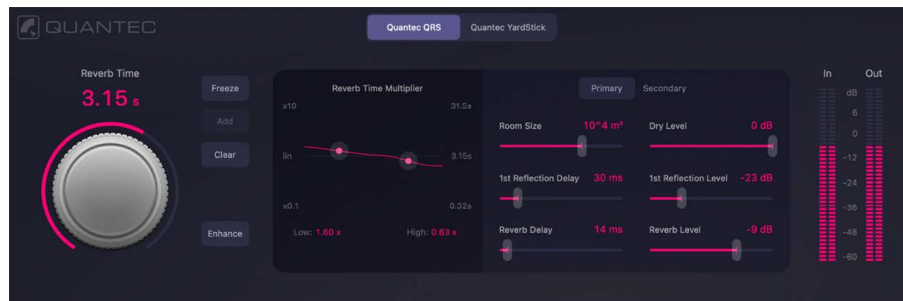 QUANTEC
Quantec QRS
Quantec YardStick
Reverb Time
3.15 s
Freeze
Add
Clear
Enhance
Reverb Time Multiplier
x10
31.5s
lin
3.15s
x0.1
0.32s
Low: 1.60 x
High: 0.63 x
Primary
Secondary
Room Size
10^4 m³
Dry Level
0 dB
1st Reflection Delay
30 ms
1st Reflection Level
-23 dB
Reverb Delay
14 ms
Reverb Level
-9 dB
In
Out
dB
6
0
-12
-24
-36
-48
-60